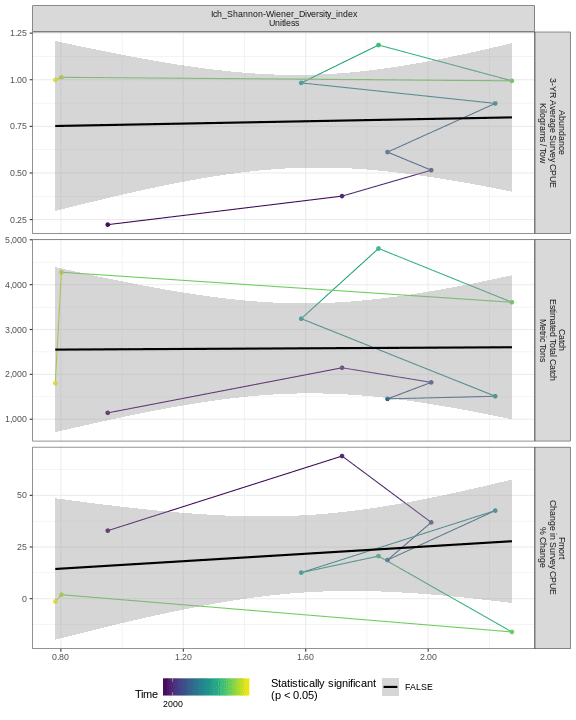 Ich_Shannon-Wiener_Diversity_index
Unitless
1.25
1.00
0.75
0.50
0.25
Abundance
3-YR Average Survey CPUE
Kilograms / Tow
5,000
4,000
3,000
2,000
1,000
Catch
Estimated Total Catch
Metric Tons
50
25
0
Fmort
Change in Survey CPUE
% Change
0.80
1.20
1.60
2.00
Time
2000
Statistically significant
(p < 0.05)
FALSE